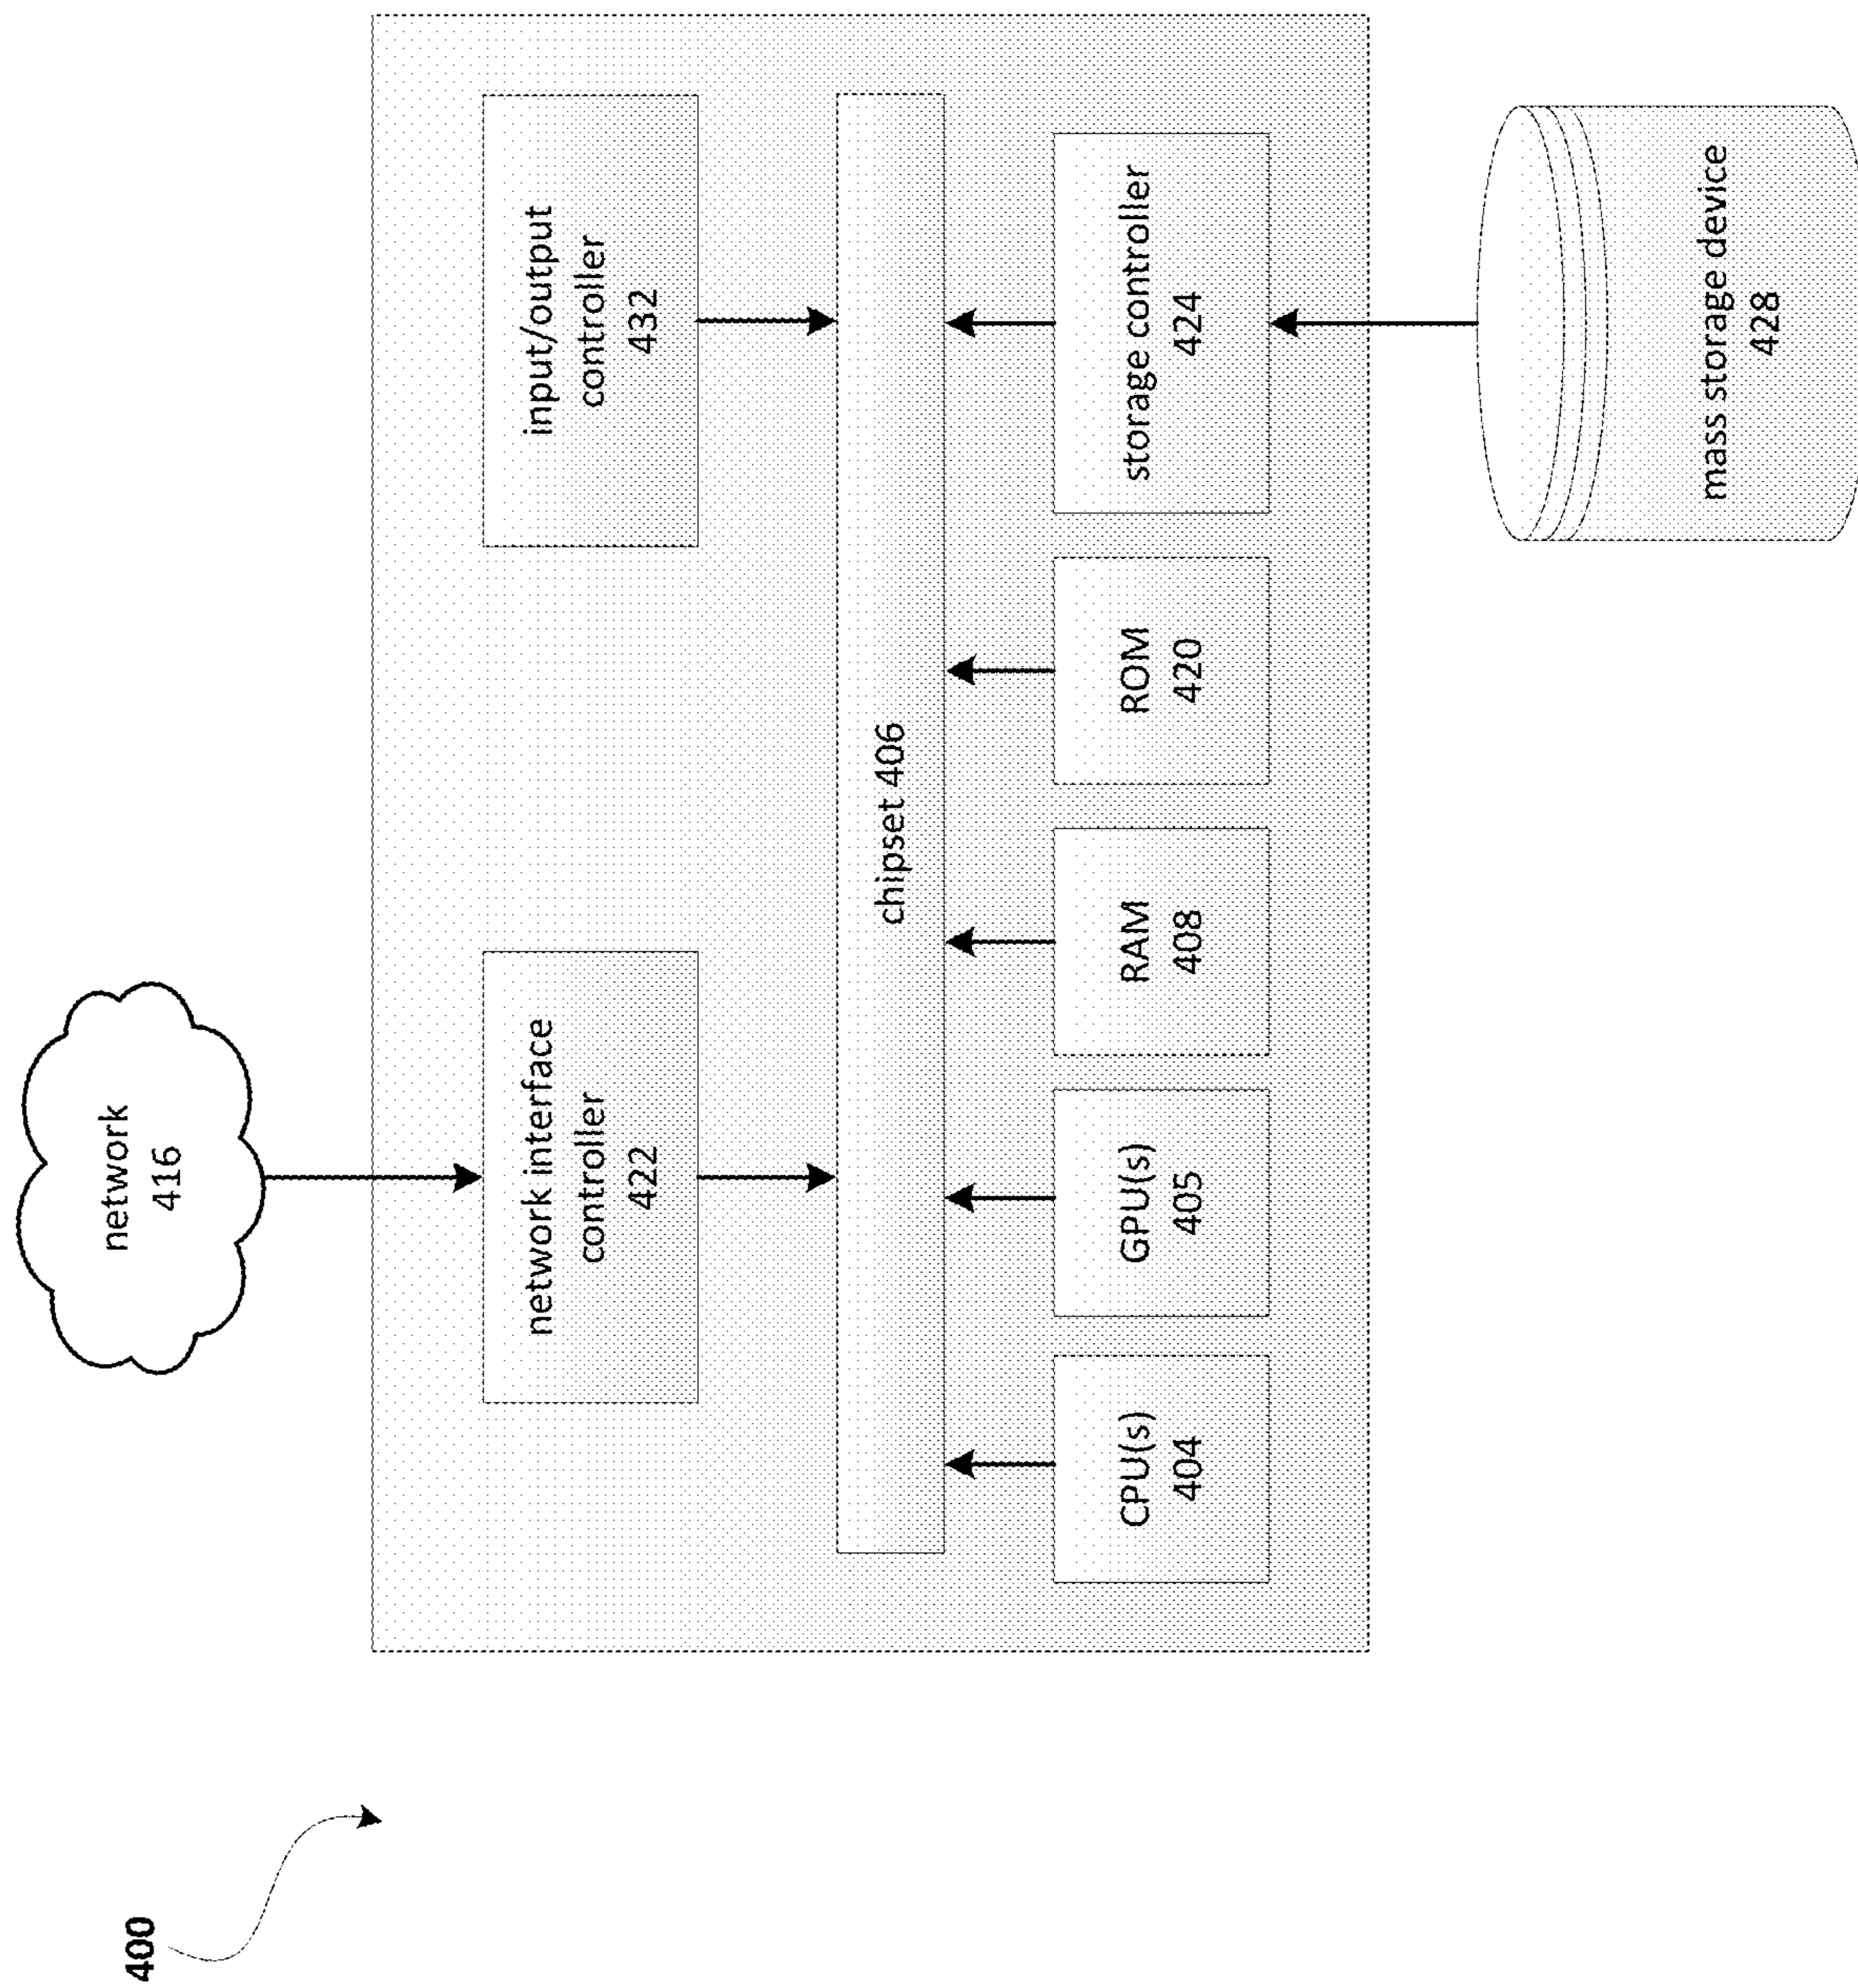 400
network
416
network interface
controller
422
input/output
controller
432
chipset 406
CPU(s)
404
GPU(s)
405
RAM
408
ROM
420
storage controller
424
mass storage device
428